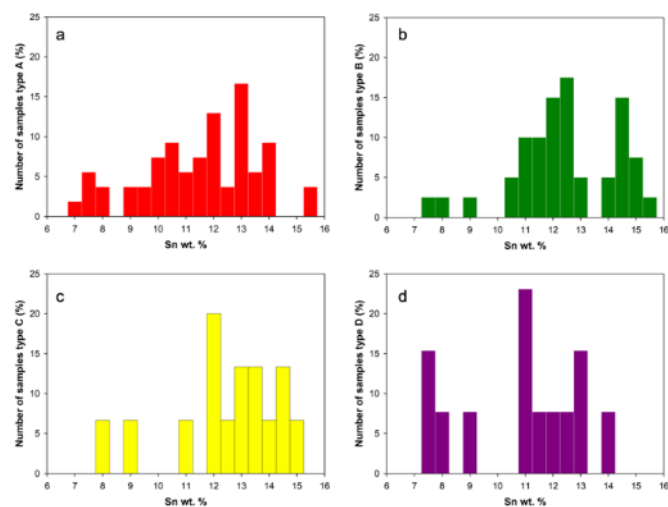 a
25
20
15
10
5
0
Number of samples type A (%)
6 7 8 9 10 11 12 13 14 15 16
Sn wt. %
b
25
20
15
10
5
0
Number of samples type B (%)
6 7 8 9 10 11 12 13 14 15 16
Sn wt. %
c
25
20
15
10
5
0
Number of samples type C (%)
6 7 8 9 10 11 12 13 14 15 16
Sn wt. %
d
25
20
15
10
5
0
Number of samples type D (%)
6 7 8 9 10 11 12 13 14 15 16
Sn wt. %